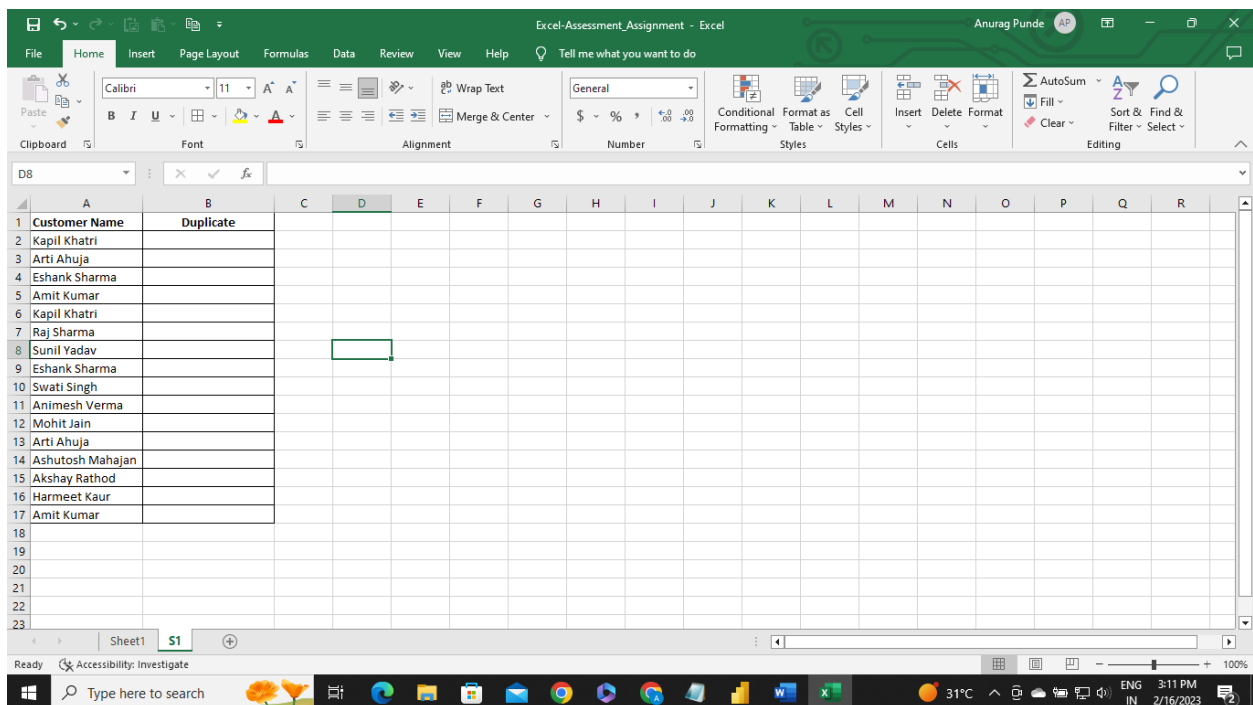 Excel-Assessment_Assignment - Excel
Anurag Punde AP
File Home Insert Page Layout Formulas Data Review View Help Tell me what you want to do
Calibri 11 A A Wrap Text General AutoSum
Paste Fill
B I U A Merge & Center $ % , Conditional Format as Cell Insert Delete Format Sort & Find &
Clear Formatting Table Styles Filter Select
Clipboard Font Alignment Number Styles Cells Editing
D8 fx
A B C D E F G H I J K L M N O P Q R
1 Customer Name Duplicate
2 Kapil Khatri
3 Arti Ahuja
4 Eshank Sharma
5 Amit Kumar
6 Kapil Khatri
7 Raj Sharma
8 Sunil Yadav
9 Eshank Sharma
10 Swati Singh
11 Animesh Verma
12 Mohit Jain
13 Arti Ahuja
14 Ashutosh Mahajan
15 Akshay Rathod
16 Harmeet Kaur
17 Amit Kumar
18
19
20
21
22
23
Sheet1 S1
Ready Accessibility: Investigate 100%
Type here to search 31°C ENG 3:11 PM
IN 2/16/2023